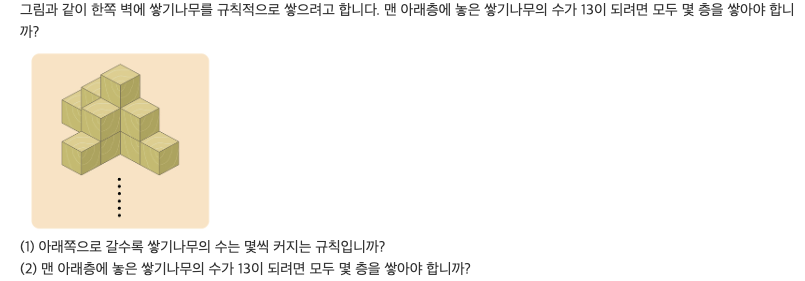 그림과 같이 한쪽 벽에 쌓기나무를 규칙적으로 쌓으려고 합니다. 맨 아래층에 놓은 쌓기나무의 수가 13이 되려면 모두 몇 층을 쌓아야 합니
까?
(1) 아래쪽으로 갈수록 쌓기나무의 수는 몇씩 커지는 규칙입니까?
(2) 맨 아래층에 놓은 쌓기나무의 수가 13이 되려면 모두 몇 층을 쌓아야 합니까?